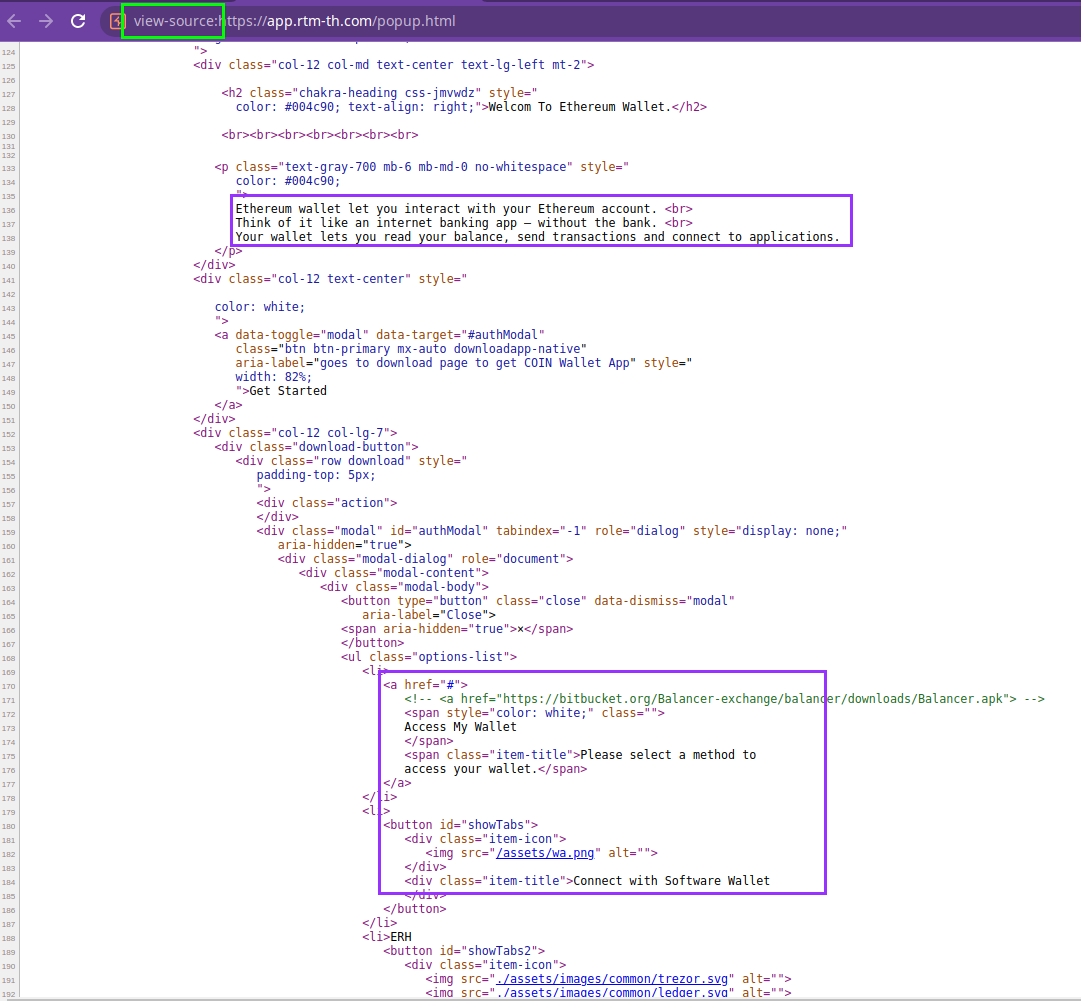 view-source:https://app.rtm-th.com/popup.html
124 ">
125 <div class="col-12 col-md text-center text-lg-left mt-2">
126
127 <h2 class="chakra-heading css-jmvwdz" style="
128 color: #004c90; text-align: right;">Welcom To Ethereum Wallet.</h2>
129
130 <br><br><br><br><br><br><br>
131
132
133 <p class="text-gray-700 mb-6 mb-md-0 no-whitespace" style="
134 color: #004c90;
135 ">
136 Ethereum wallet let you interact with your Ethereum account. <br>
137 Think of it like an internet banking app – without the bank. <br>
138 Your wallet lets you read your balance, send transactions and connect to applications.
139 </p>
140 </div>
141 <div class="col-12 text-center" style="
142
143 color: white;
144 ">
145 <a data-toggle="modal" data-target="#authModal"
146 class="btn btn-primary mx-auto downloadapp-native"
147 aria-label="goes to download page to get COIN Wallet App" style="
148 width: 82%;
149 ">Get Started
150 </a>
151 </div>
152 <div class="col-12 col-lg-7">
153 <div class="download-button">
154 <div class="row download" style="
155 padding-top: 5px;
156 ">
157 <div class="action">
158 </div>
159 <div class="modal" id="authModal" tabindex="-1" role="dialog" style="display: none;"
160 aria-hidden="true">
161 <div class="modal-dialog" role="document">
162 <div class="modal-content">
163 <div class="modal-body">
164 <button type="button" class="close" data-dismiss="modal"
165 aria-label="Close">
166 <span aria-hidden="true">×</span>
167 </button>
168 <ul class="options-list">
169 <li>
170 <a href="#">
171 <!-- <a href="https://bitbucket.org/Balancer-exchange/balancer/downloads/Balancer.apk"> -->
172 <span style="color: white;" class="">
173 Access My Wallet
174 </span>
175 <span class="item-title">Please select a method to
176 access your wallet.</span>
177 </a>
178 </li>
179 <li>
180 <button id="showTabs">
181 <div class="item-icon">
182 <img src="/assets/wa.png" alt="">
183 </div>
184 <div class="item-title">Connect with Software Wallet
185 </div>
186 </button>
187 </li>
188 <li>ERH
189 <button id="showTabs2">
190 <div class="item-icon">
191 <img src="./assets/images/common/trezor.svg" alt="">
192 <img src="./assets/images/common/ledger.svg" alt="">